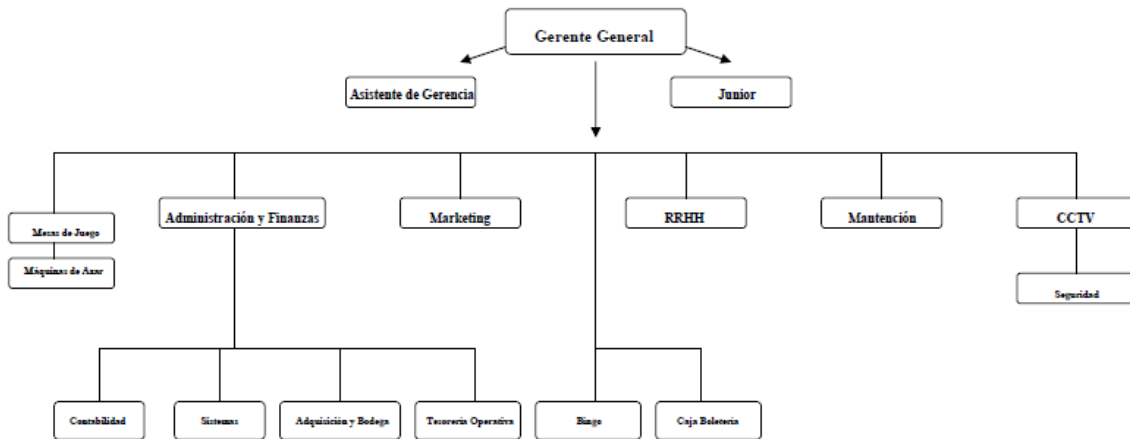 Gerente General
Asistente de Gerencia
Junior
Administración y Finanzas
Marketing
RRHH
Mantención
CCTV
Mesas de Juego
Máquinas de Azar
Seguridad
Contabilidad
Sistemas
Adquisición y Bodega
Tesorería Operativa
Bingo
Caja Boletería